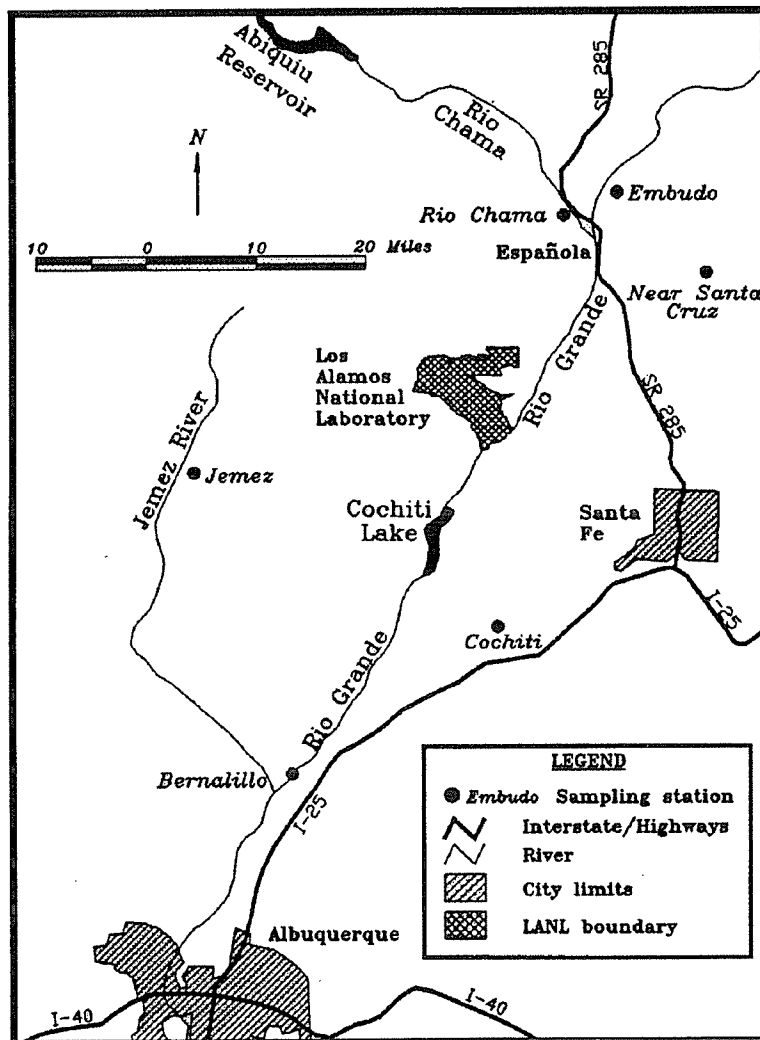 Abiquiu
Reservoir
Rio
Chama
SR 285
N
Rio Chama
Embudo
10 0 10 20 Miles
Española
Near Santa
Cruz
Los
Alamos
National
Laboratory
Rio Grande
SR 285
Jemez River
Jemez
Cochiti
Lake
Santa
Fe
I-25
Cochiti
Rio Grande
Bernalillo
I-25
LEGEND
Embudo Sampling station
Interstate/Highways
River
City limits
LANL boundary
Albuquerque
I-40
I-40